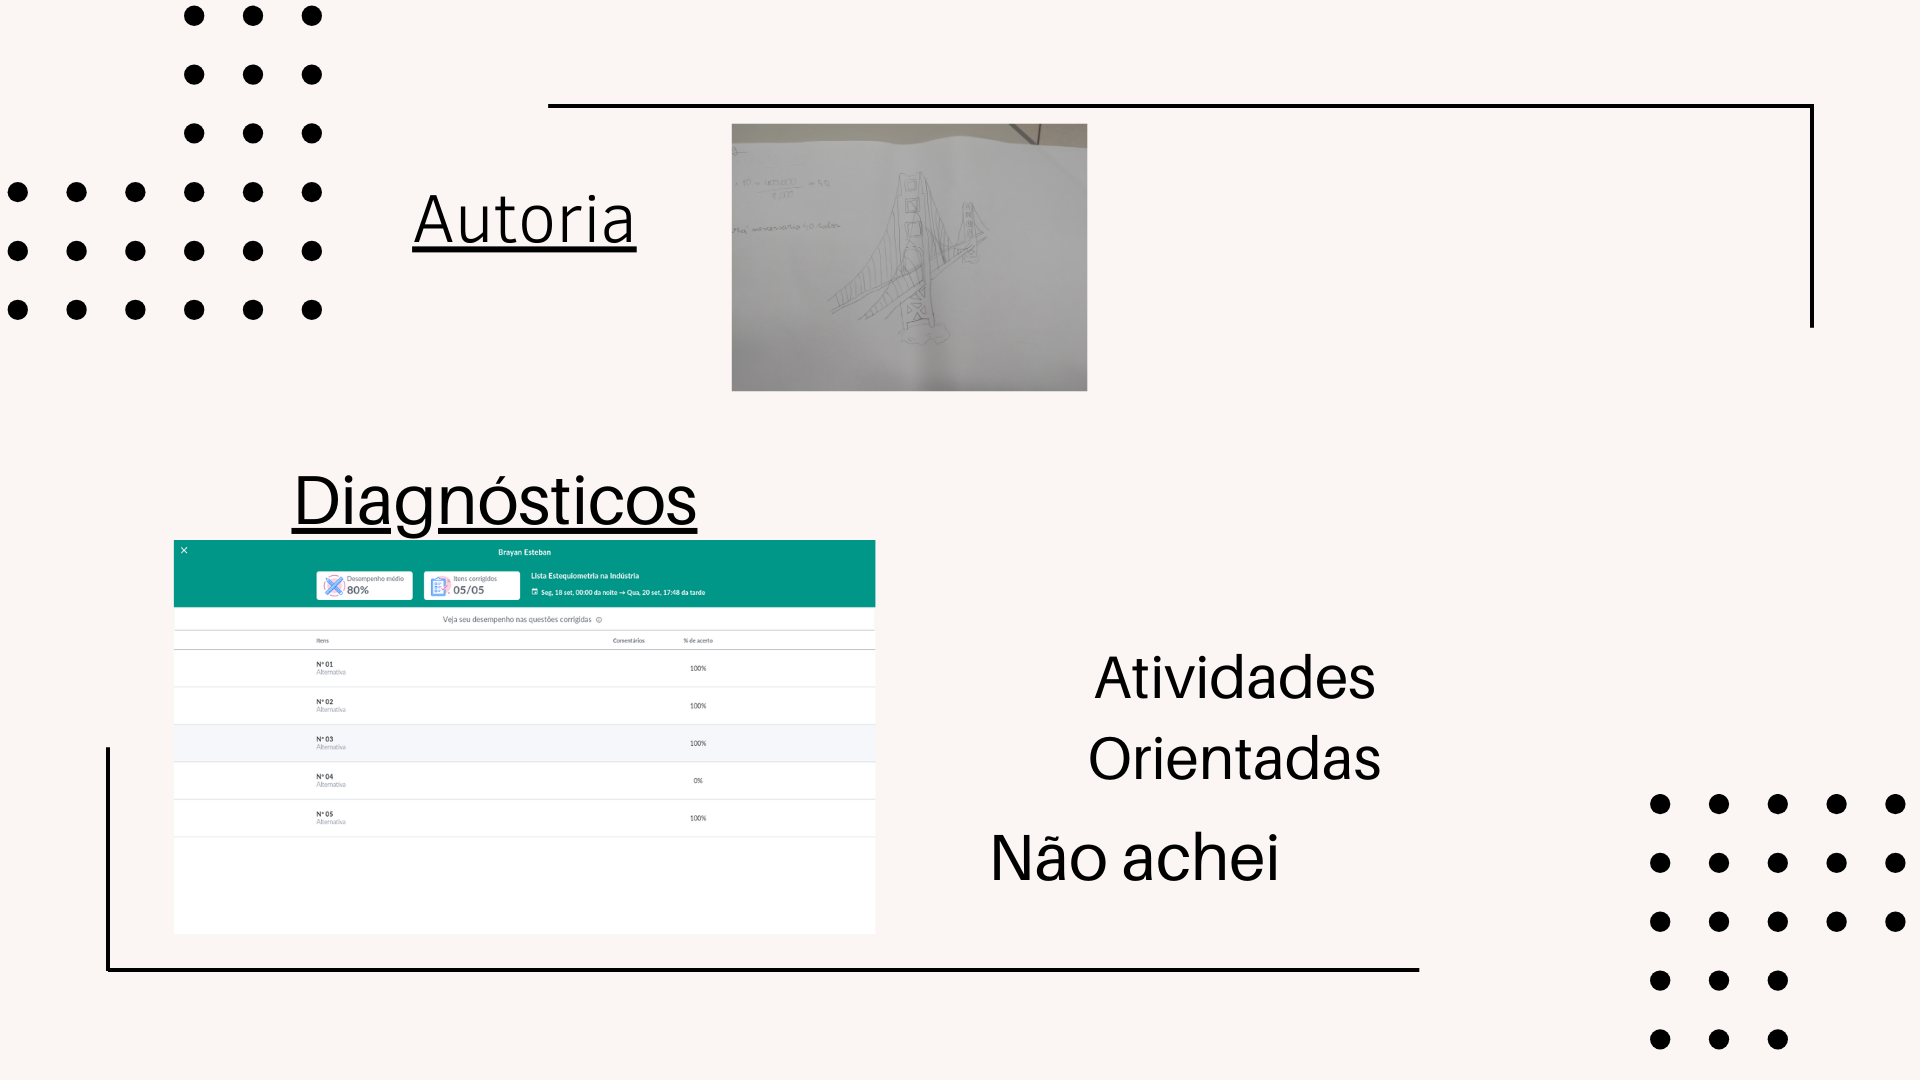 Autoria
Diagnósticos
Brayan Esteban
Desempenho médio
80%
Itens corrigidos
05/05
Lista Estequiometria na Indústria
Seg, 18 set, 00:00 da noite → Qua, 20 set, 17:48 da tarde
Veja seu desempenho nas questões corrigidas
Itens Comentários % de acerto
Nº 01
Alternativa
100%
Nº 02
Alternativa
100%
Nº 03
Alternativa
100%
Nº 04
Alternativa
0%
Nº 05
Alternativa
100%
Atividades
Orientadas
Não achei